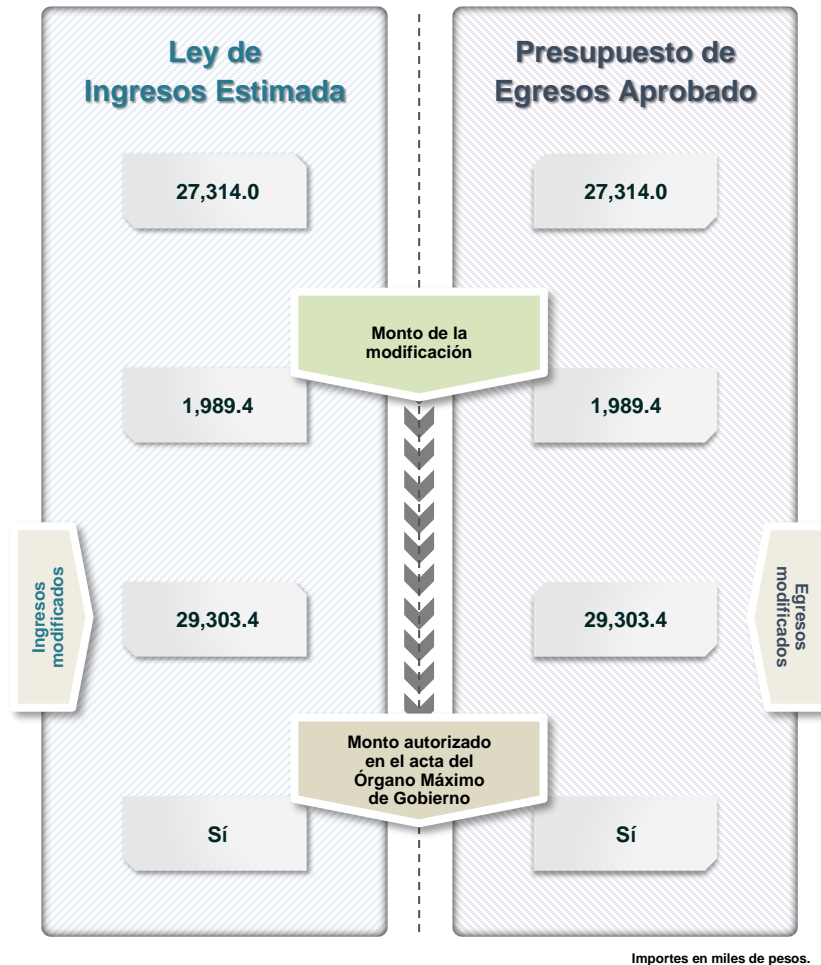 Ley de
Ingresos Estimada
Presupuesto de
Egresos Aprobado
27,314.0
27,314.0
Monto de la
modificación
1,989.4
1,989.4
Ingresos
modificados
29,303.4
29,303.4
Egresos
modificados
Monto autorizado
en el acta del
Órgano Máximo
de Gobierno
Sí
Sí
Importes en miles de pesos.